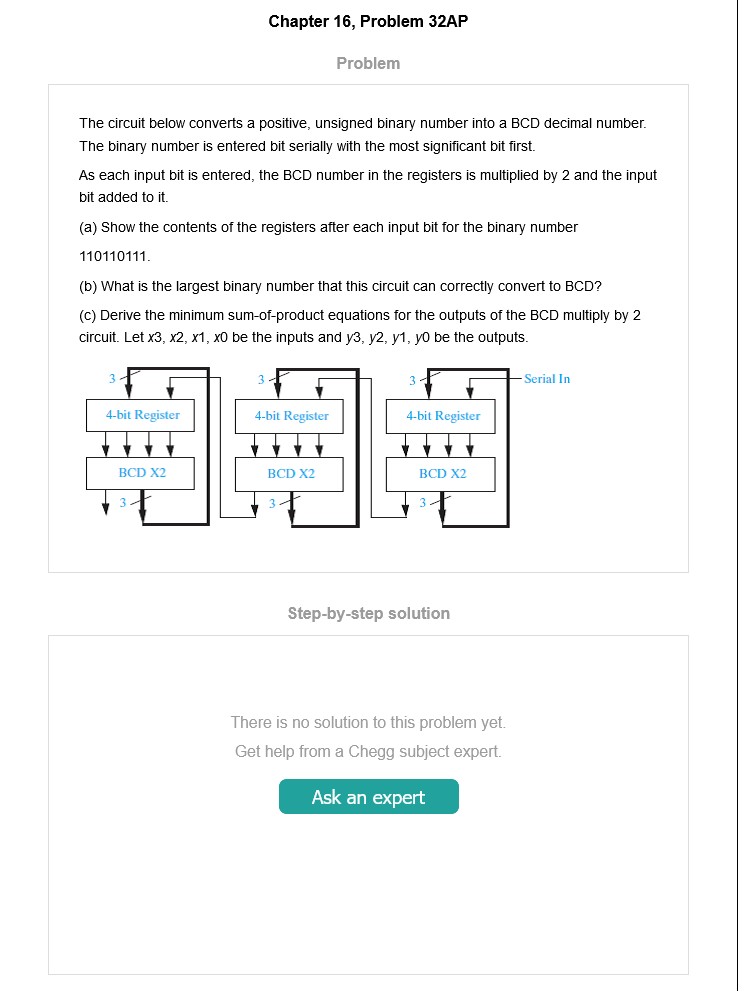 Chapter 16, Problem 32AP
Problem
The circuit below converts a positive, unsigned binary number into a BCD decimal number.
The binary number is entered bit serially with the most significant bit first.
As each input bit is entered, the BCD number in the registers is multiplied by 2 and the input
bit added to it.
(a) Show the contents of the registers after each input bit for the binary number
110110111.
(b) What is the largest binary number that this circuit can correctly convert to BCD?
(c) Derive the minimum sum-of-product equations for the outputs of the BCD multiply by 2
circuit. Let x3, x2, x1, x0 be the inputs and y3, y2, y1, y0 be the outputs.
3 3 3 Serial In
4-bit Register 4-bit Register 4-bit Register
BCD X2 BCD X2 BCD X2
3 3 3
Step-by-step solution
There is no solution to this problem yet.
Get help from a Chegg subject expert.
Ask an expert